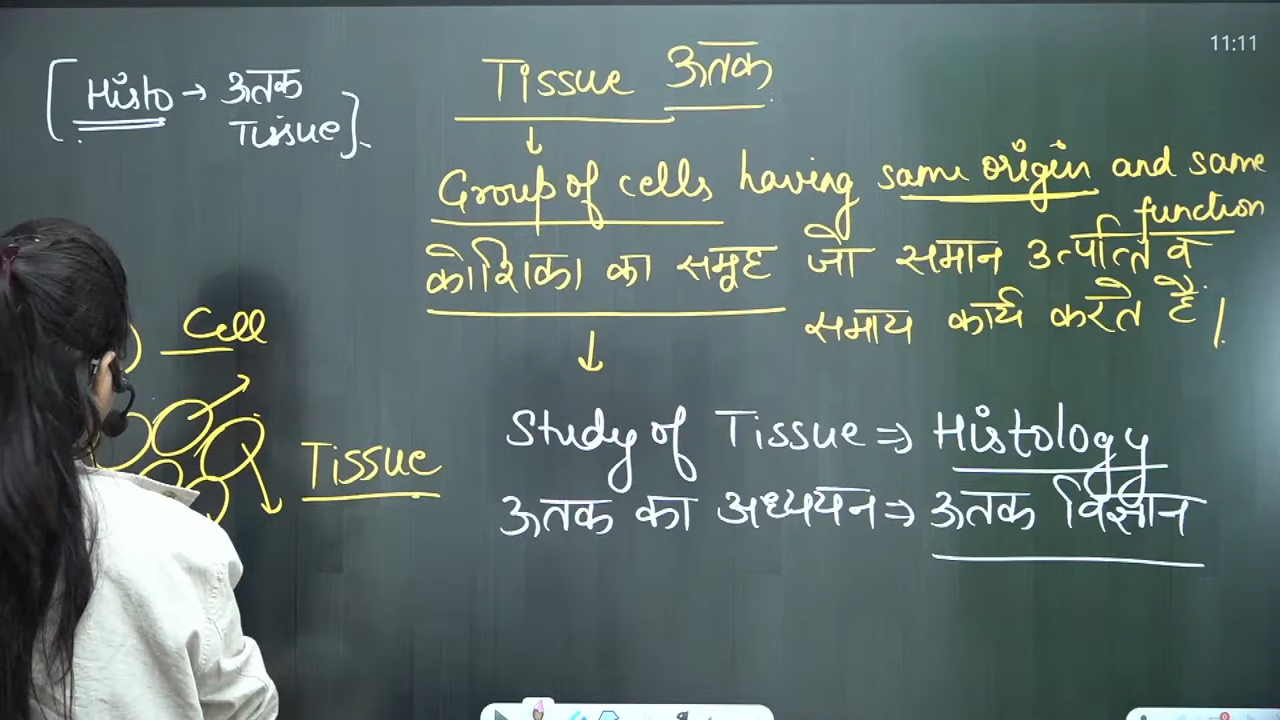 11:11
[Histo → ऊतक
Tissue].
Tissue ऊतक
↓
Group of cells having same origin and same
function
कोशिका का समूह जो समान उत्पत्ति व
समाय कार्य करते है।
↓
Cell
Tissue
Study of Tissue ⇒ Histology
ऊतक का अध्ययन ⇒ ऊतक विज्ञान